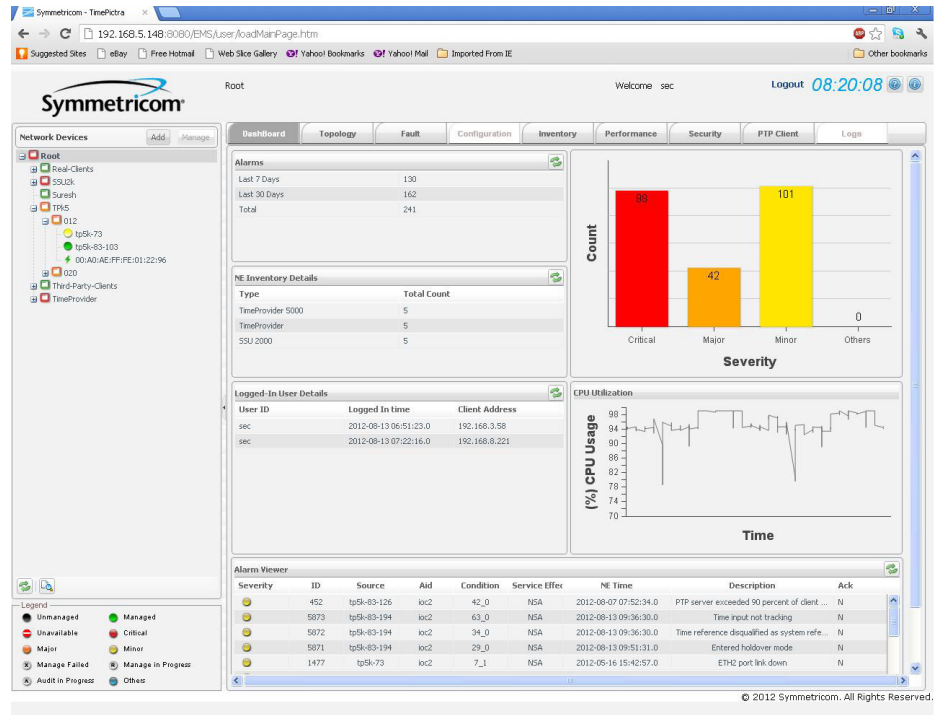 Symmetricom - TimePictra
192.168.5.148:8080/EMS/user/loadMainPage.htm
Suggested Sites eBay Free Hotmail Web Slice Gallery Yahoo! Bookmarks Yahoo! Mail Imported From IE Other bookmarks
Symmetricom
Root Welcome sec Logout 08:20:08
Network Devices Add Manage
DashBoard Topology Fault Configuration Inventory Performance Security PTP Client Logs
Root
Real-Clients
SSU2k
Suresh
TPk5
012
tp5k-73
tp5k-83-103
00:A0:AE:FF:FE:01:22:96
020
Third-Party-Clients
TimeProvider
Alarms
Last 7 Days 130
Last 30 Days 162
Total 241
Count
98
42
101
0
Critical Major Minor Others
Severity
NE Inventory Details
Type Total Count
TimeProvider 5000 5
TimeProvider 5
SSU 2000 5
Logged-In User Details
User ID Logged In time Client Address
sec 2012-08-13 06:51:23.0 192.168.3.58
sec 2012-08-13 07:22:16.0 192.168.8.221
CPU Utilization
(%) CPU Usage
98
94
90
86
82
78
74
70
Time
Alarm Viewer
Severity ID Source Aid Condition Service Effec NE Time Description Ack
452 tp5k-83-126 ioc2 42_0 NSA 2012-08-07 07:52:34.0 PTP server exceeded 90 percent of client ... N
5873 tp5k-83-194 ioc2 63_0 NSA 2012-08-13 09:36:30.0 Time input not tracking N
5872 tp5k-83-194 ioc2 34_0 NSA 2012-08-13 09:36:30.0 Time reference disqualified as system refe... N
5871 tp5k-83-194 ioc2 29_0 NSA 2012-08-13 09:51:31.0 Entered holdover mode N
1477 tp5k-73 ioc2 7_1 NSA 2012-05-16 15:42:57.0 ETH2 port link down N
Legend
Unmanaged Managed
Unavailable Critical
Major Minor
Manage Failed Manage in Progress
Audit in Progress Others
© 2012 Symmetricom. All Rights Reserved.